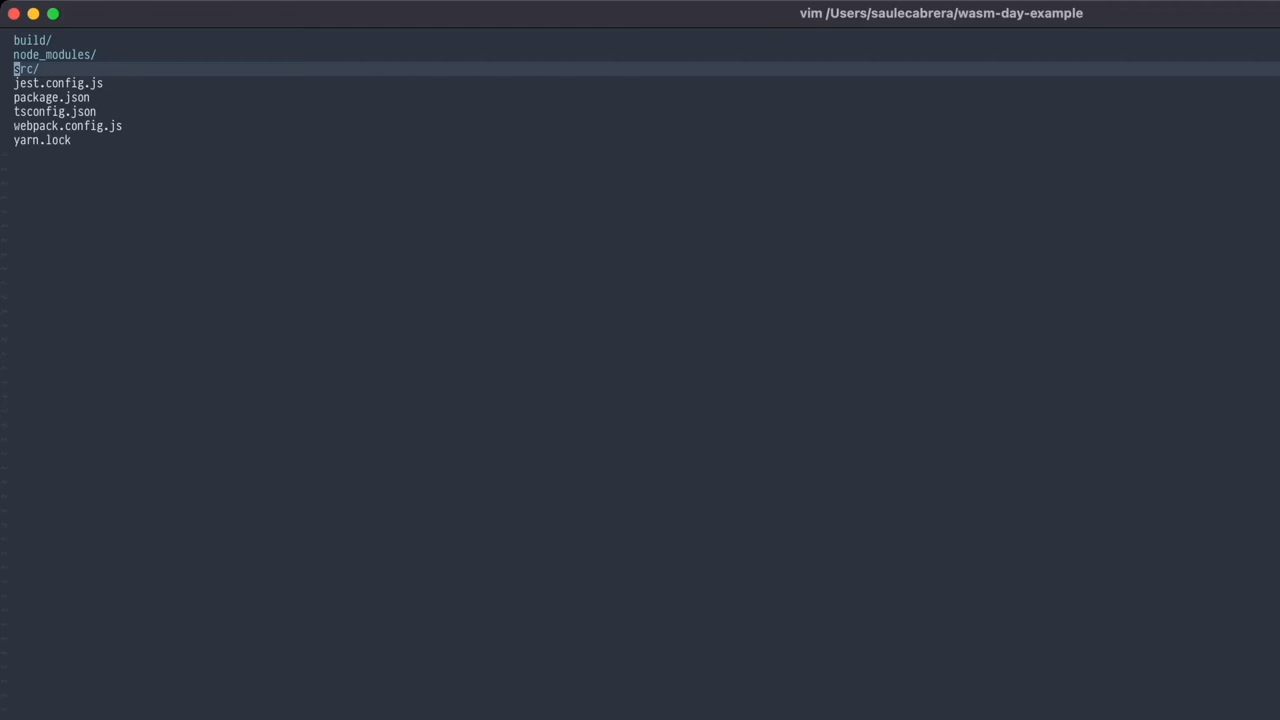 vim /Users/saulecabrera/wasm-day-example
build/
node_modules/
src/
jest.config.js
package.json
tsconfig.json
webpack.config.js
yarn.lock